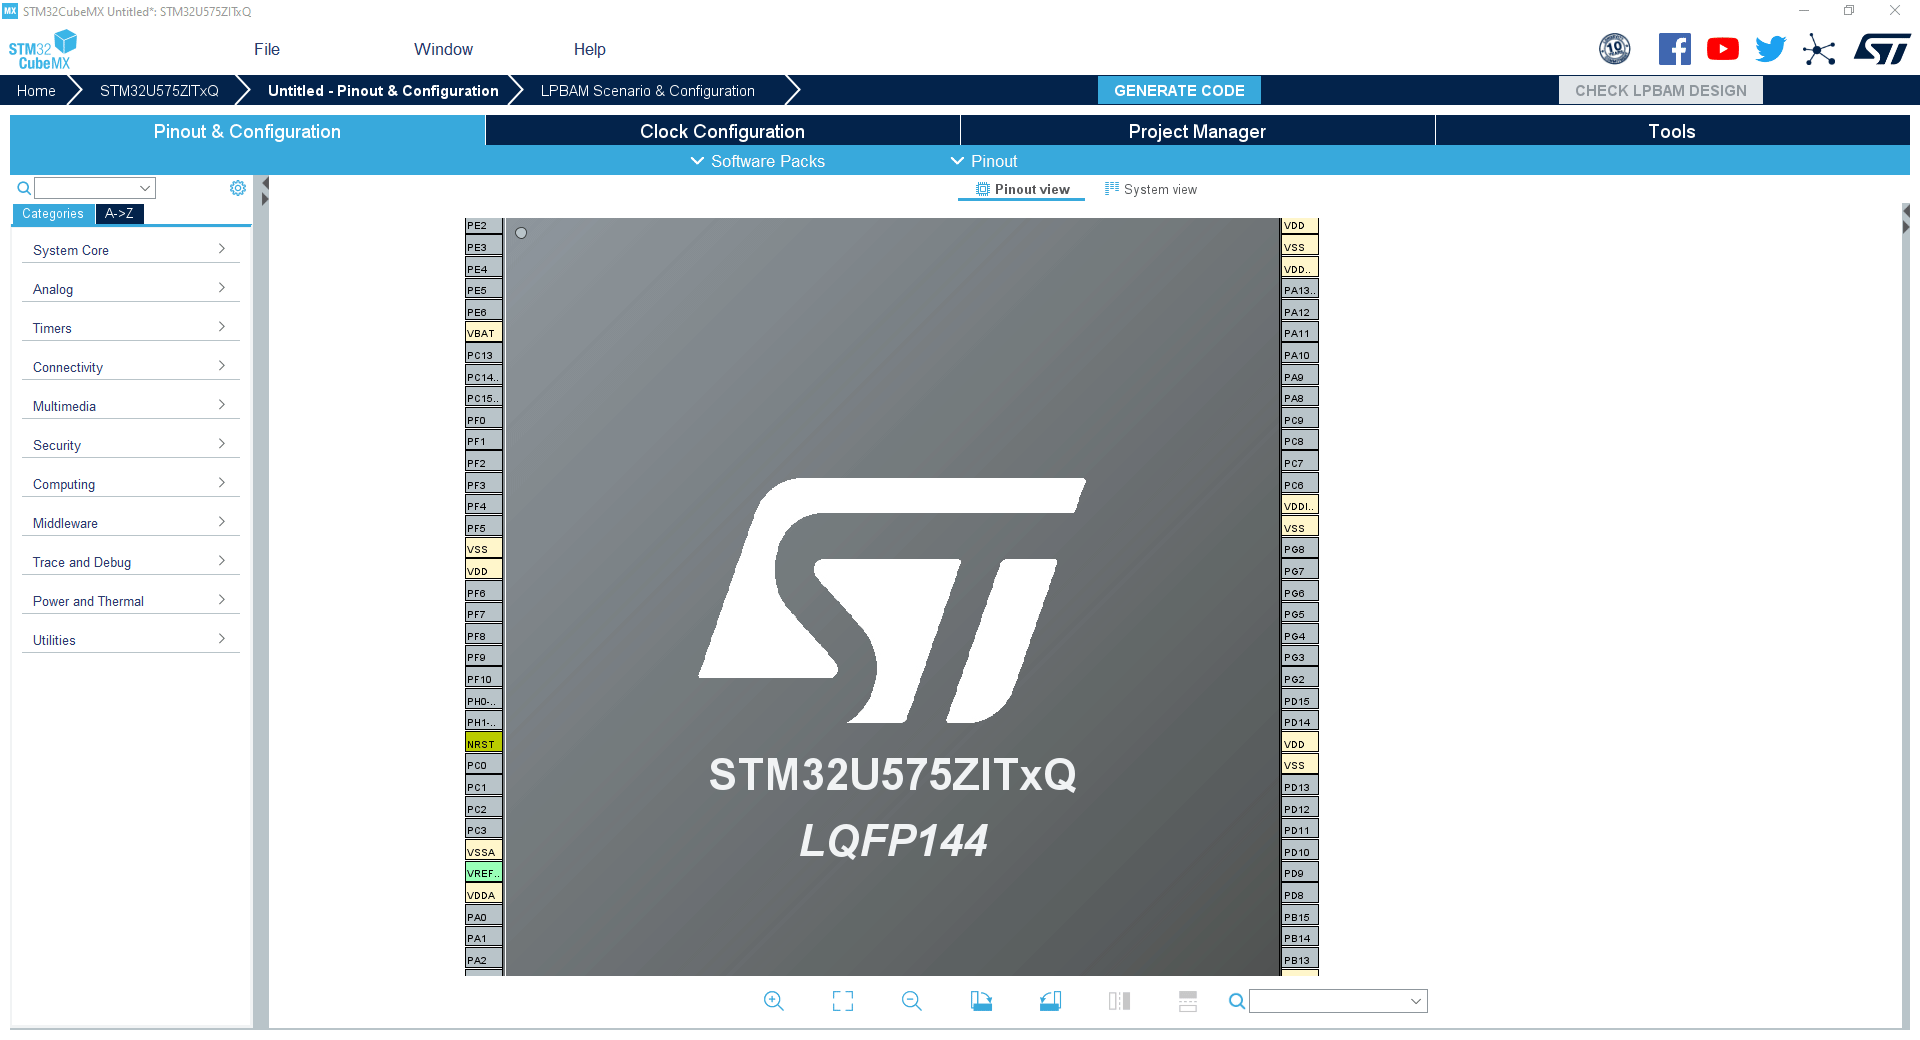 MX STM32CubeMX Untitled*: STM32U575ZITxQ
STM32
CubeMX
File Window Help
10
Home STM32U575ZITxQ Untitled - Pinout & Configuration LPBAM Scenario & Configuration GENERATE CODE CHECK LPBAM DESIGN
Pinout & Configuration Clock Configuration Project Manager Tools
Software Packs Pinout
Pinout view System view
Categories A->Z
System Core
Analog
Timers
Connectivity
Multimedia
Security
Computing
Middleware
Trace and Debug
Power and Thermal
Utilities
PE2
PE3
PE4
PE5
PE6
VBAT
PC13
PC14..
PC15..
PF0
PF1
PF2
PF3
PF4
PF5
VSS
VDD
PF6
PF7
PF8
PF9
PF10
PH0-..
PH1-..
NRST
PC0
PC1
PC2
PC3
VSSA
VREF..
VDDA
PA0
PA1
PA2
ST
STM32U575ZITxQ
LQFP144
VDD
VSS
VDD..
PA13..
PA12
PA11
PA10
PA9
PA8
PC9
PC8
PC7
PC6
VDDI..
VSS
PG8
PG7
PG6
PG5
PG4
PG3
PG2
PD15
PD14
VDD
VSS
PD13
PD12
PD11
PD10
PD9
PD8
PB15
PB14
PB13